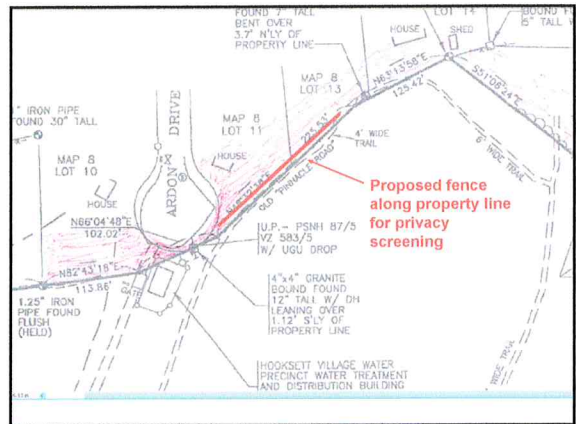 FOUND 7" TALL
BENT OVER
3.7' N'LY OF
PROPERTY LINE
HOUSE
LOT 14
SHED
BOUND FO
5" TALL W
N61°13'58"E
125.42'
S51°08'24"E
1" IRON PIPE
FOUND 30" TALL
MAP 8
LOT 13
MAP 8
LOT 11
225.53'
4' WIDE
TRAIL
ARDON DRIVE
HOUSE
OLD "PINNACLE ROAD"
6' WIDE TRAIL
MAP 8
LOT 10
HOUSE
Proposed fence
along property line
for privacy
screening
N66°04'48"E
102.02'
U.P.- PSNH 87/5
VZ 583/5
W/ UGU DROP
N82°43'18"E
113.86'
4"x4" GRANITE
BOUND FOUND
12" TALL W/ DH
LEANING OVER
1.12' S'LY OF
PROPERTY LINE
1.25" IRON
PIPE FOUND
FLUSH
(HELD)
WIDE TRAIL
HOOKSETT VILLAGE WATER
PRECINCT WATER TREATMENT
AND DISTRIBUTION BUILDING